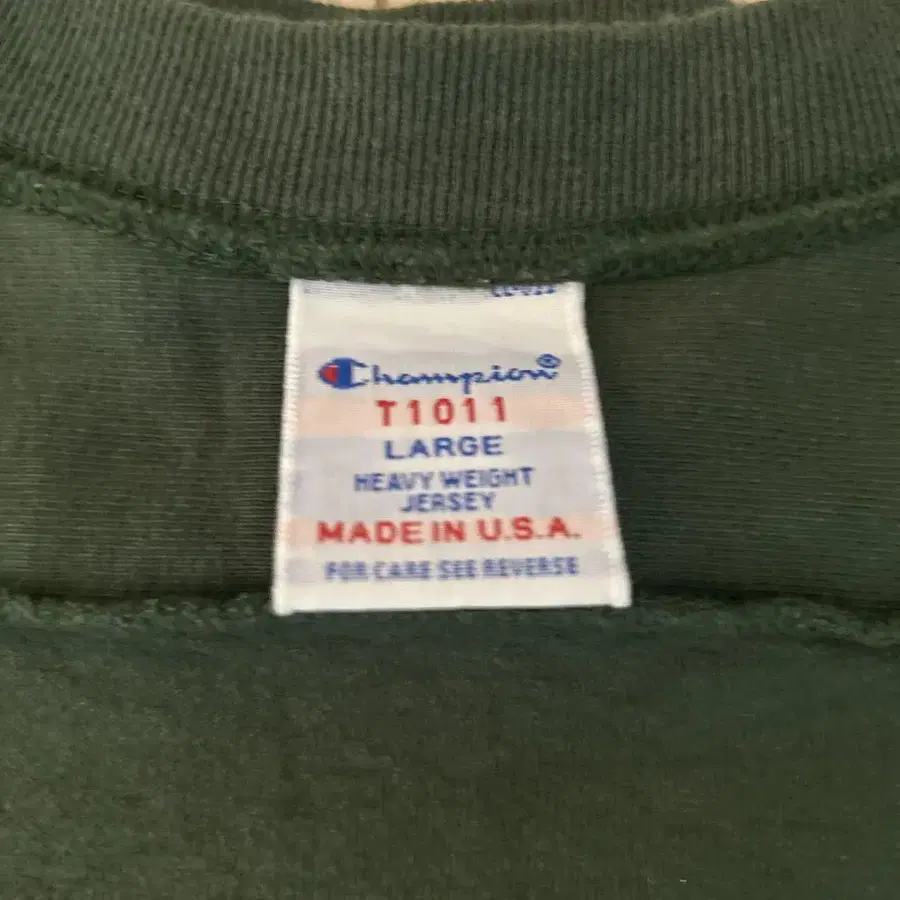 Champion®
T1011
LARGE
HEAVY WEIGHT
JERSEY
MADE IN U.S.A.
FOR CARE SEE REVERSE